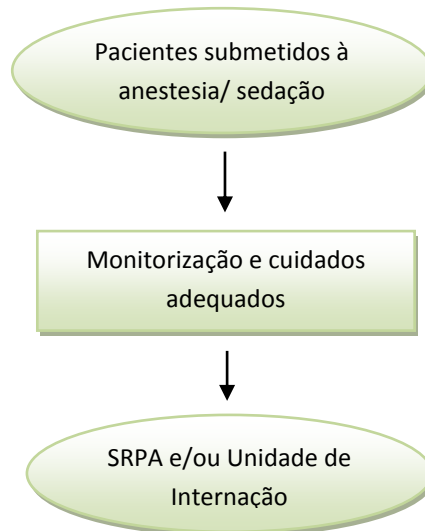 Pacientes submetidos à
anestesia/ sedação
Monitorização e cuidados
adequados
SRPA e/ou Unidade de
Internação